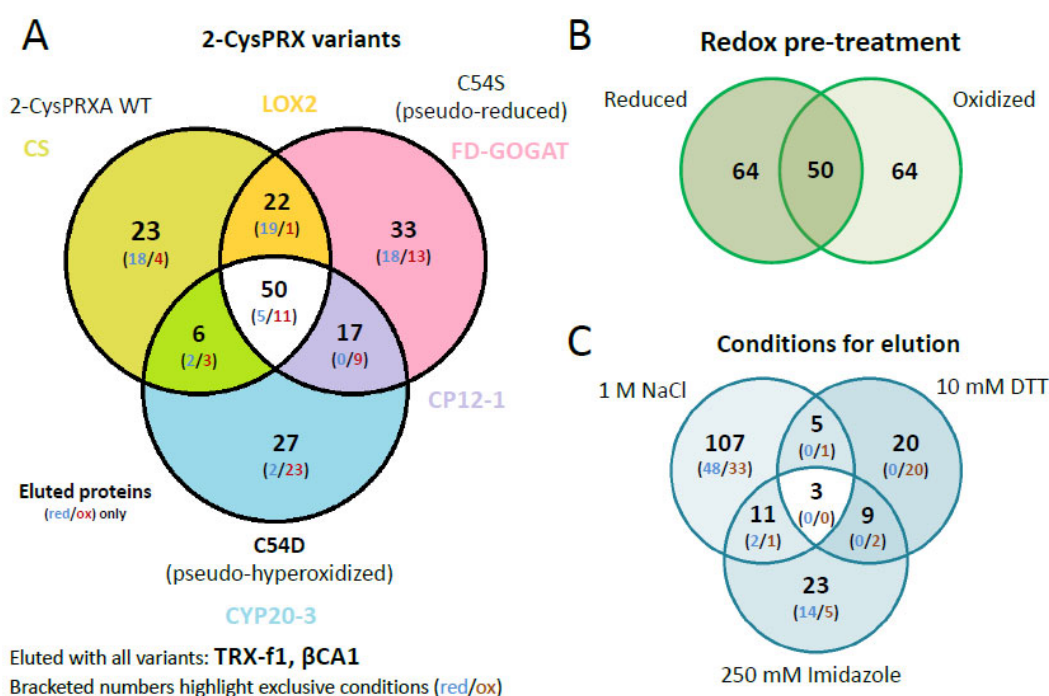 A
2-CysPRX variants
2-CysPRXA WT
LOX2
C54S
(pseudo-reduced)
CS
FD-GOGAT
23
(18/4)
22
(19/1)
33
(18/13)
50
(5/11)
6
(2/3)
17
(0/9)
CP12-1
27
(2/23)
Eluted proteins
(red/ox) only
C54D
(pseudo-hyperoxidized)
CYP20-3
Eluted with all variants: TRX-f1, βCA1
Bracketed numbers highlight exclusive conditions (red/ox)
B
Redox pre-treatment
Reduced
Oxidized
64
50
64
C
Conditions for elution
1 M NaCl
10 mM DTT
107
(48/33)
5
(0/1)
20
(0/20)
3
(0/0)
11
(2/1)
9
(0/2)
23
(14/5)
250 mM Imidazole